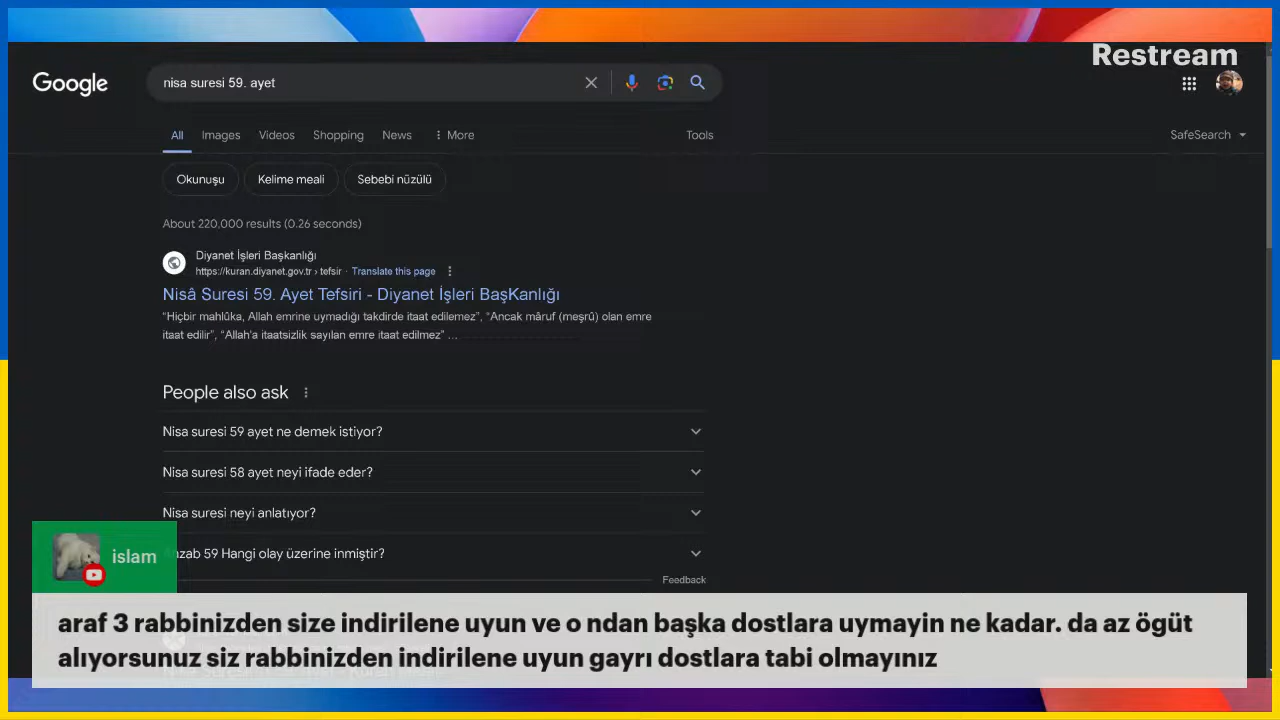 Restream
Google
nisa suresi 59. ayet
All Images Videos Shopping News More Tools SafeSearch
Okunuşu Kelime meali Sebebi nüzülü
About 220,000 results (0.26 seconds)
Diyanet İşleri Başkanlığı
https://kuran.diyanet.gov.tr › tefsir · Translate this page
Nisâ Suresi 59. Ayet Tefsiri - Diyanet İşleri BaşKanlığı
“Hiçbir mahlûka, Allah emrine uymadığı takdirde itaat edilemez”, “Ancak mâruf (meşrû) olan emre
itaat edilir”, “Allah'a itaatsizlik sayılan emre itaat edilmez” ...
People also ask
Nisa suresi 59 ayet ne demek istiyor?
Nisa suresi 58 ayet neyi ifade eder?
Nisa suresi neyi anlatıyor?
islam
59 Hangi olay üzerine inmiştir?
Feedback
araf 3 rabbinizden size indirilene uyun ve o ndan başka dostlara uymayin ne kadar. da az ögüt
alıyorsunuz siz rabbinizden indirilene uyun gayrı dostlara tabi olmayınız